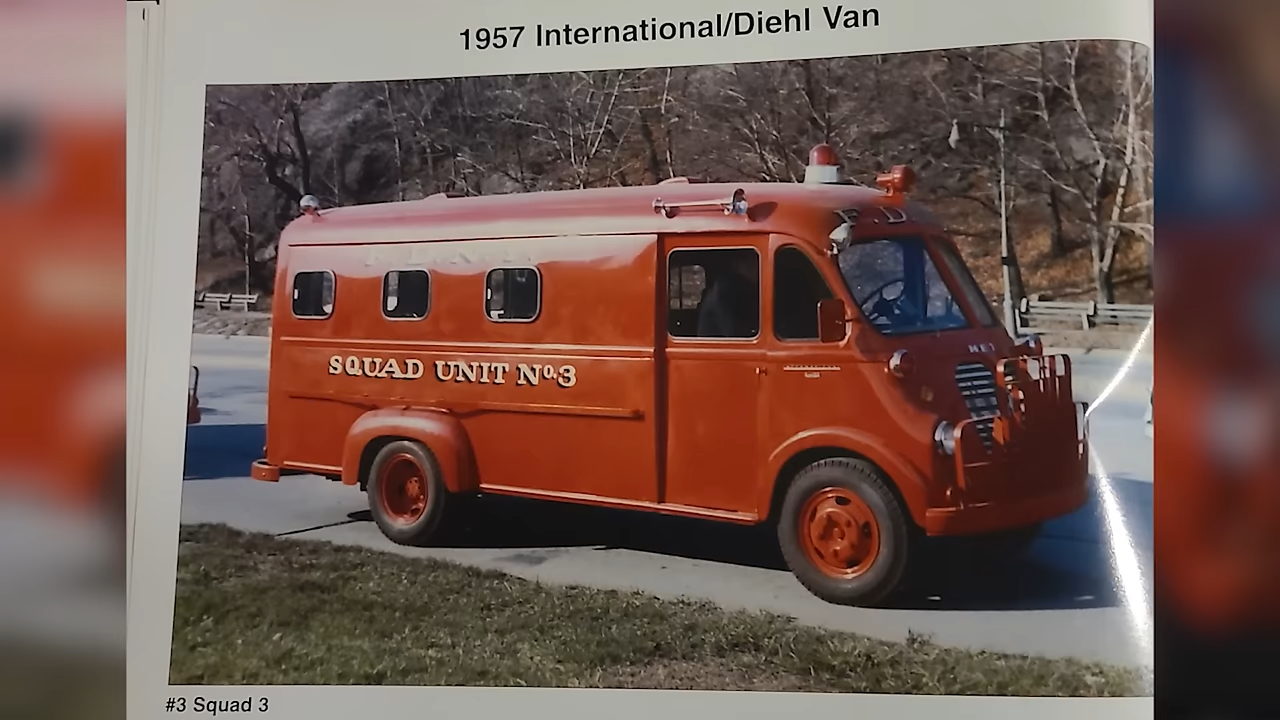 1957 International/Diehl Van
F D
SQUAD UNIT Nº.3
#3 Squad 3